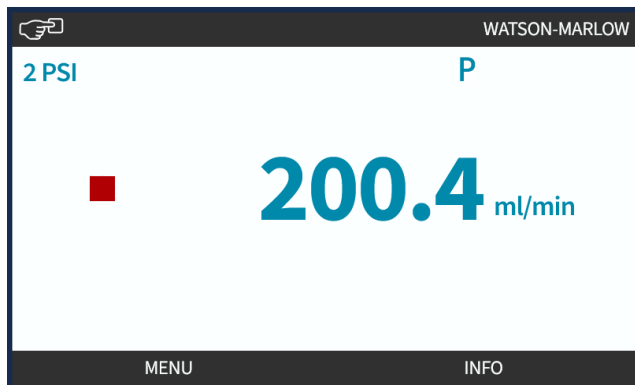 WATSON-MARLOW
2 PSI
P
200.4 ml/min
MENU
INFO